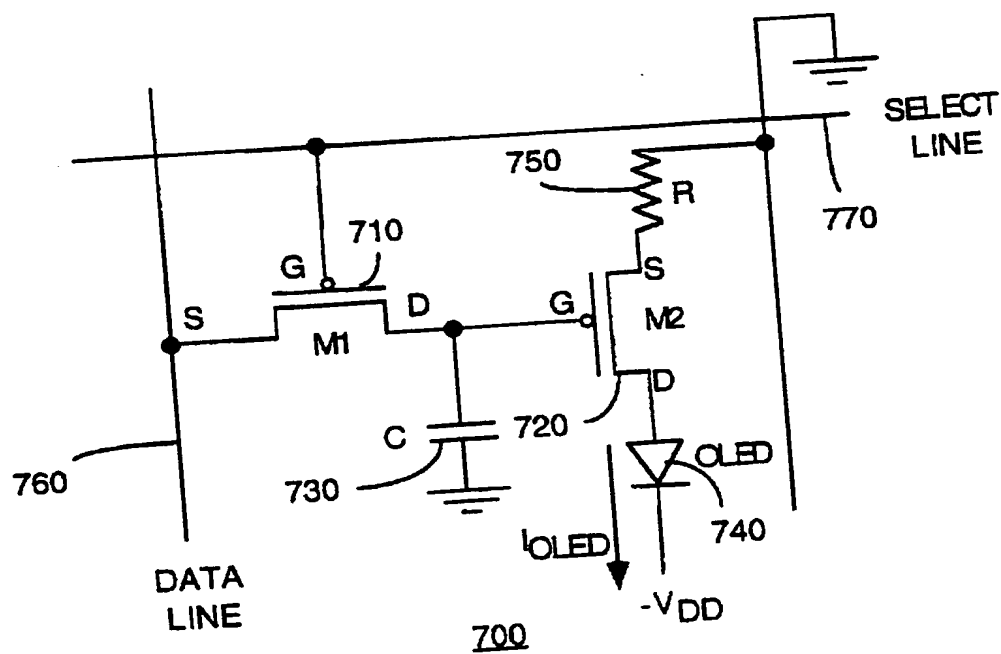 SELECT
LINE
750
R
770
710
G
S
D
M1
G
S
M2
D
C
720
730
OLED
740
760
IOLED
-VDD
DATA
LINE
700